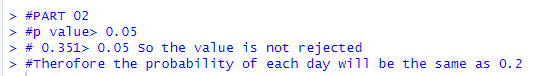 > #PART 02
> #p value> 0.05
> # 0.351> 0.05 So the value is not rejected
> #Therofore the probability of each day will be the same as 0.2